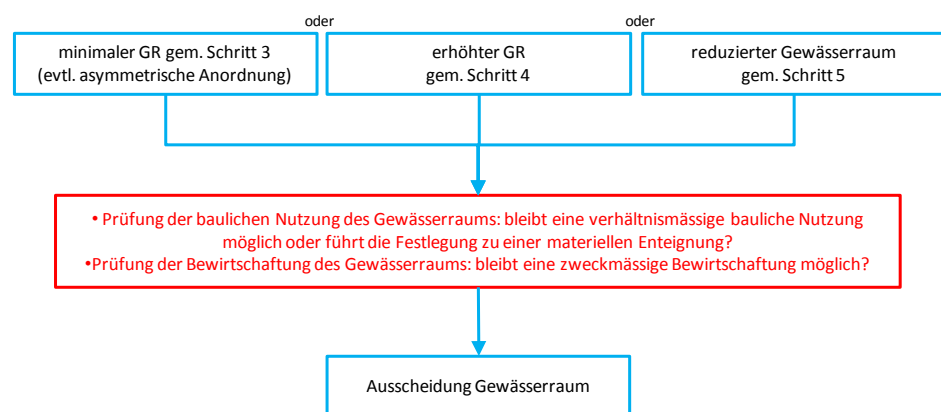 oder
oder
minimaler GR gem. Schritt 3
(evtl. asymmetrische Anordnung)
erhöhter GR
gem. Schritt 4
reduzierter Gewässerraum
gem. Schritt 5
• Prüfung der baulichen Nutzung des Gewässerraums: bleibt eine verhältnismässige bauliche Nutzung
möglich oder führt die Festlegung zu einer materiellen Enteignung?
•Prüfung der Bewirtschaftung des Gewässerraums: bleibt eine zweckmässige Bewirtschaftung möglich?
Ausscheidung Gewässerraum